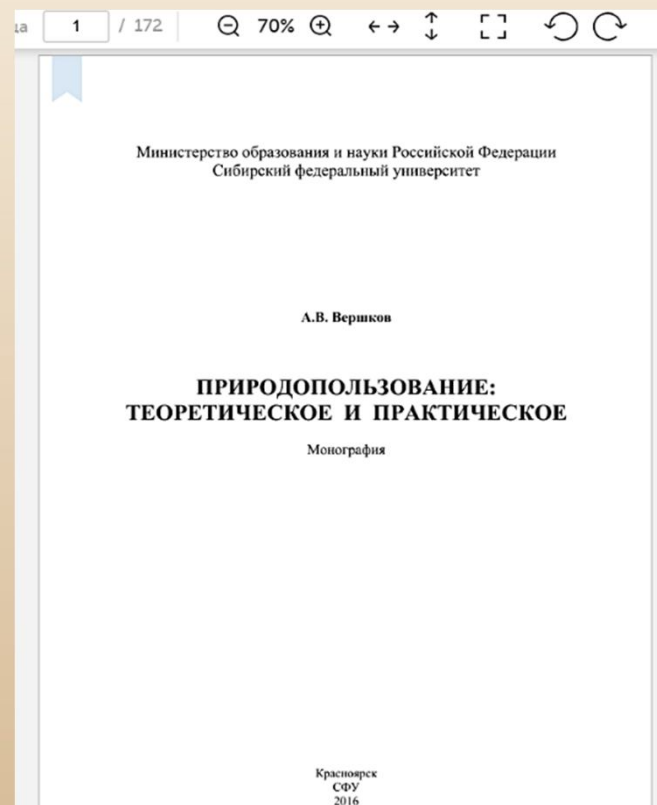 ца 1 / 172 70%
Министерство образования и науки Российской Федерации
Сибирский федеральный университет
А.В. Вершков
ПРИРОДОПОЛЬЗОВАНИЕ:
ТЕОРЕТИЧЕСКОЕ И ПРАКТИЧЕСКОЕ
Монография
Красноярск
СФУ
2016